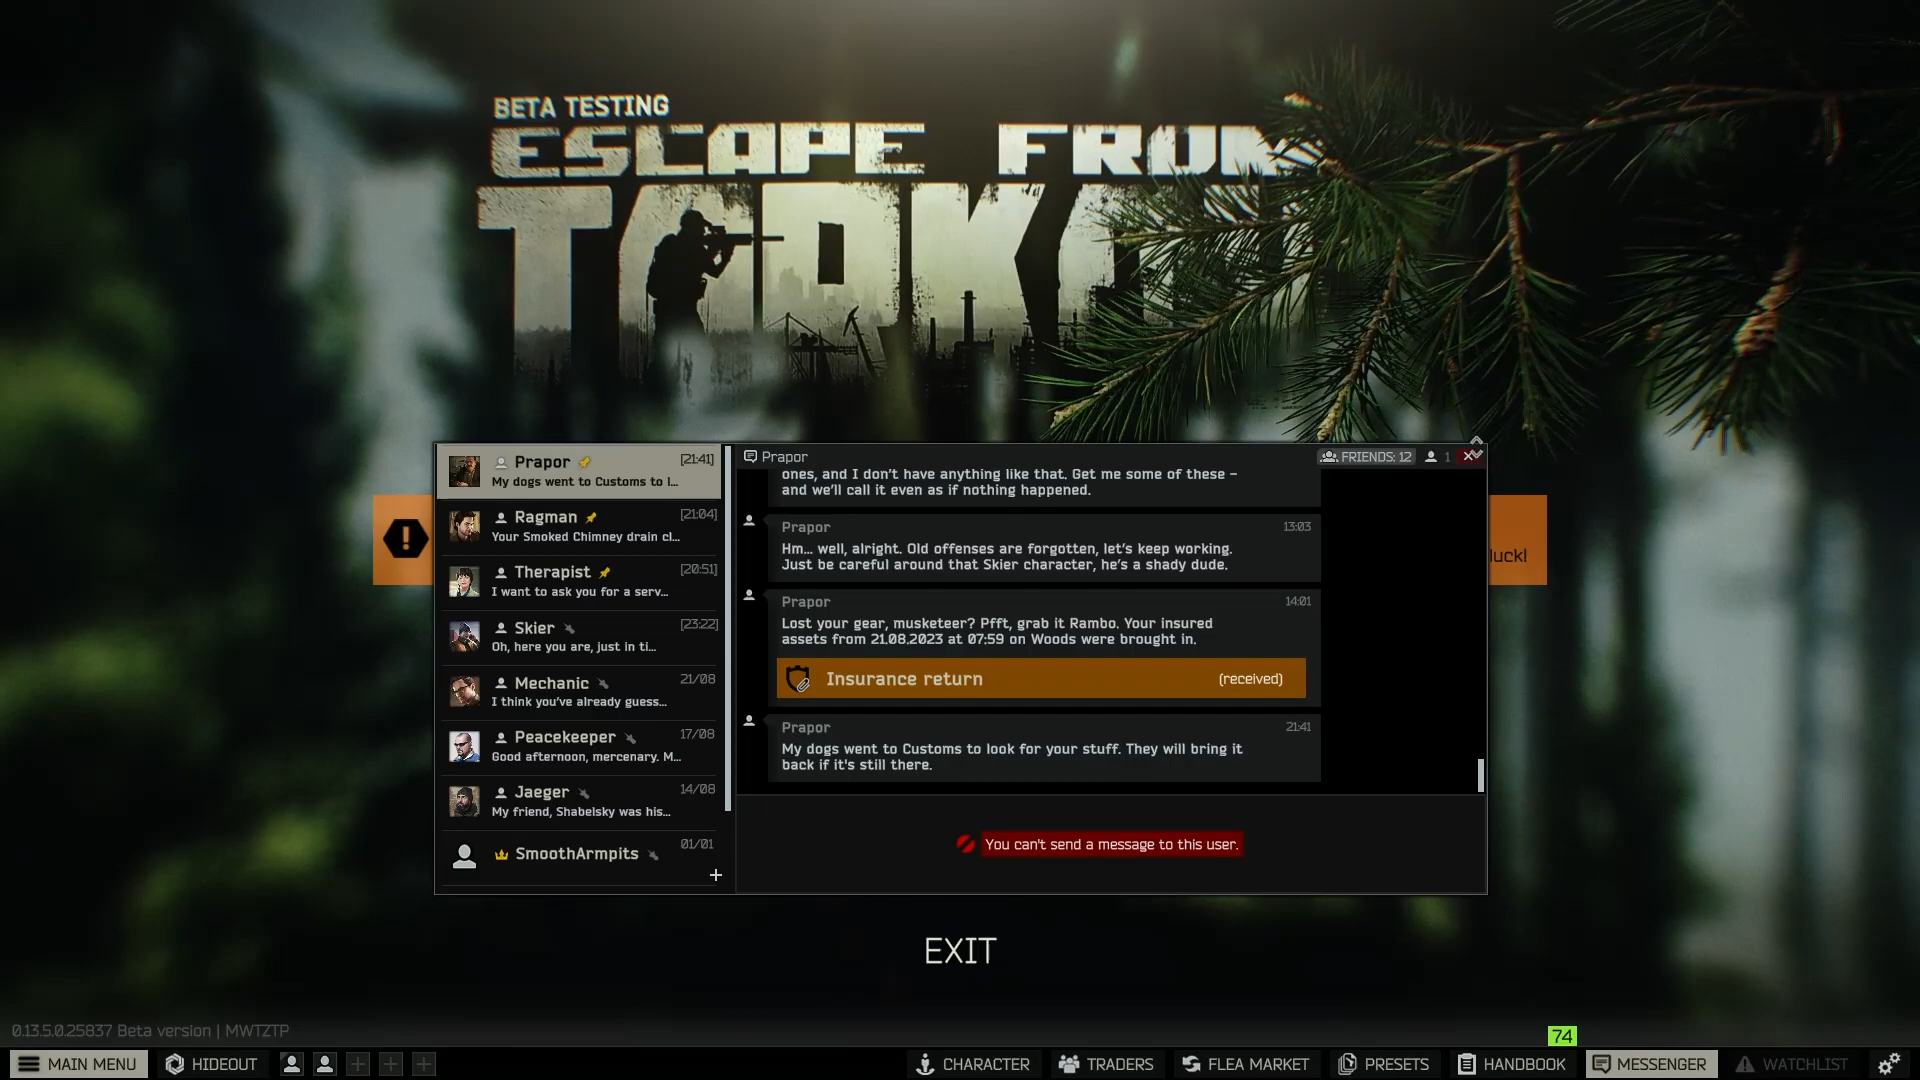 BETA TESTING
ESCAPE FROM
TARKOV
Prapor
[21:41]
My dogs went to Customs to l...
Ragman
[21:04]
Your Smoked Chimney drain cl...
Therapist
[20:51]
I want to ask you for a serv...
Skier
[23:22]
Oh, here you are, just in ti...
Mechanic
21/08
I think you've already guess...
Peacekeeper
17/08
Good afternoon, mercenary. M...
Jaeger
14/08
My friend, Shabelsky was his...
SmoothArmpits
01/01
+
Prapor
FRIENDS: 12
1
ones, and I don't have anything like that. Get me some of these –
and we'll call it even as if nothing happened.
Prapor
13:03
Hm... well, alright. Old offenses are forgotten, let's keep working.
Just be careful around that Skier character, he's a shady dude.
Prapor
14:01
Lost your gear, musketeer? Pfft, grab it Rambo. Your insured
assets from 21.08.2023 at 07:59 on Woods were brought in.
Insurance return
(received)
Prapor
21:41
My dogs went to Customs to look for your stuff. They will bring it
back if it's still there.
You can't send a message to this user.
luck!
EXIT
0.13.5.0.25837 Beta version | MWTZTP
74
MAIN MENU
HIDEOUT
CHARACTER
TRADERS
FLEA MARKET
PRESETS
HANDBOOK
MESSENGER
WATCHLIST